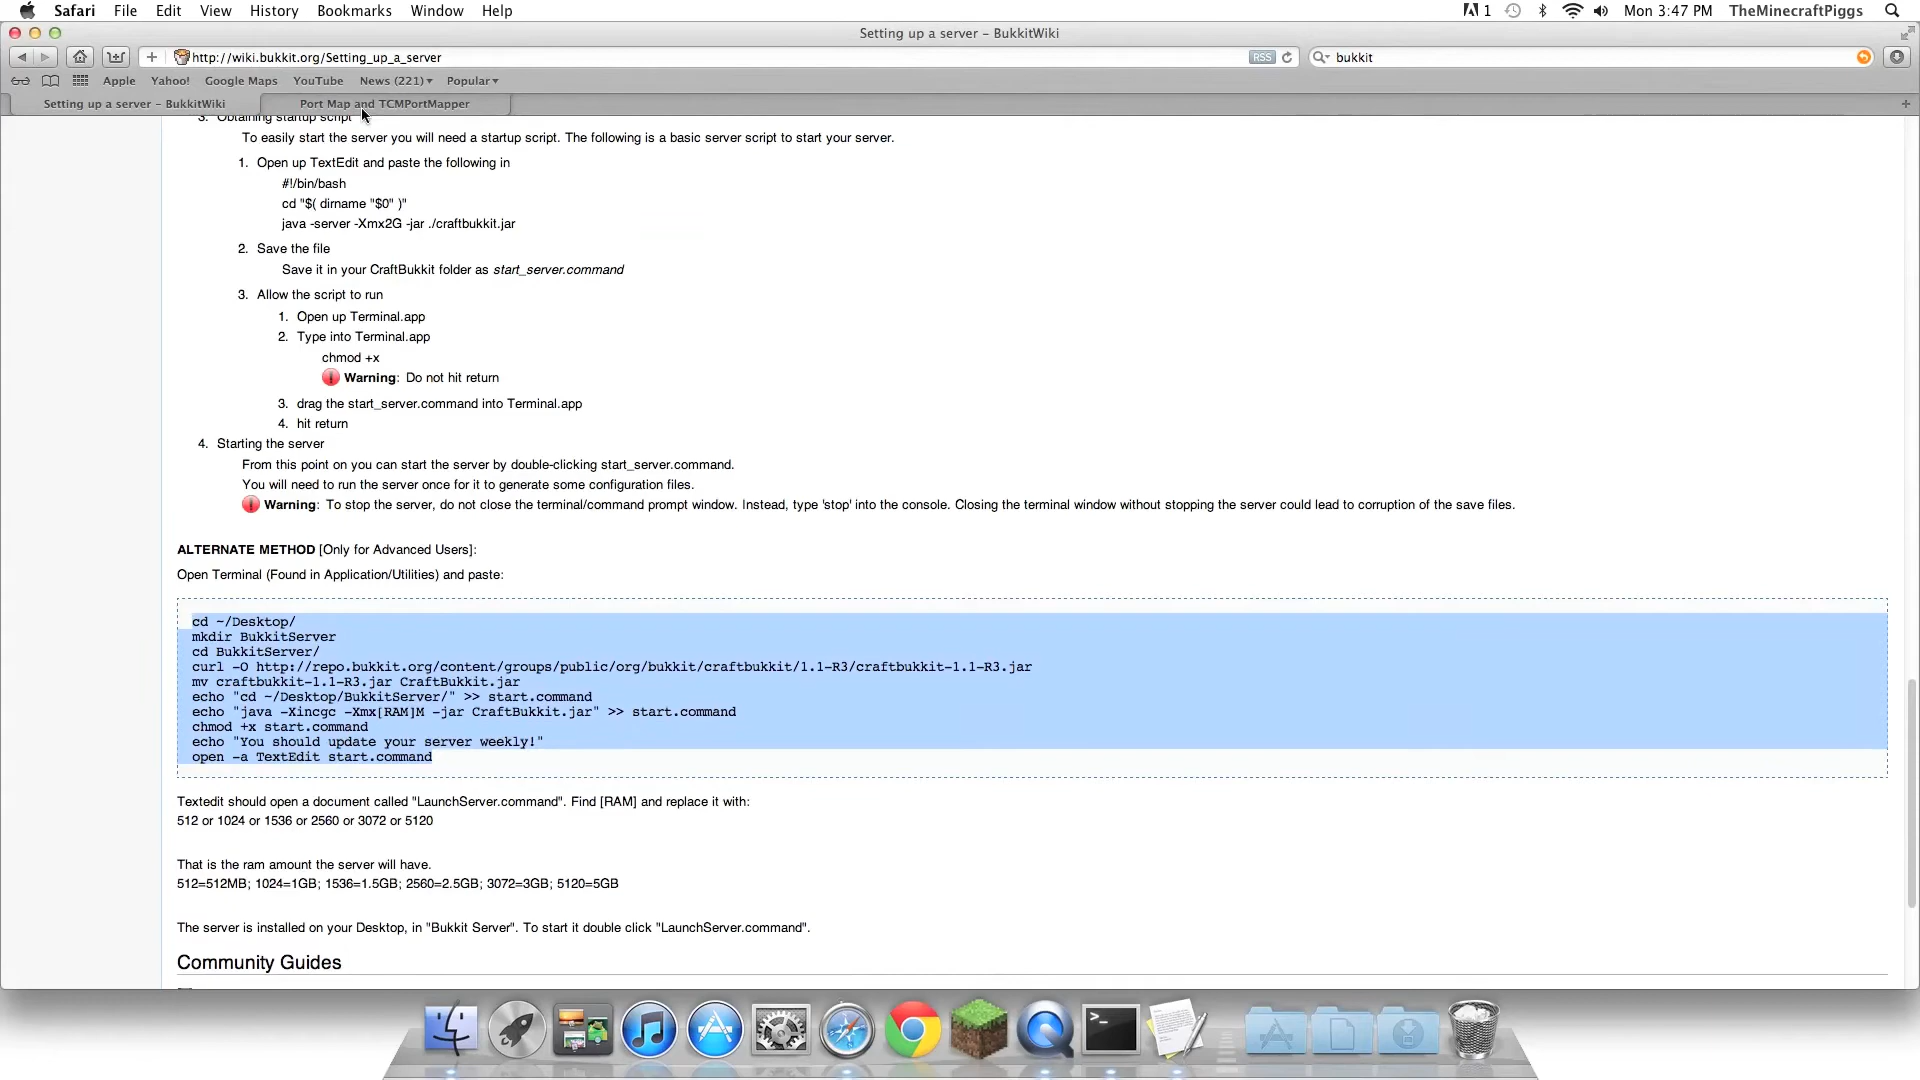 Safari File Edit View History Bookmarks Window Help
1 Mon 3:47 PM TheMinecraftPiggs
Setting up a server – BukkitWiki
http://wiki.bukkit.org/Setting_up_a_server RSS bukkit
Apple Yahoo! Google Maps YouTube News (221) Popular
Setting up a server – BukkitWiki Port Map and TCMPortMapper
3. Obtaining startup script
To easily start the server you will need a startup script. The following is a basic server script to start your server.
1. Open up TextEdit and paste the following in
#!/bin/bash
cd "$( dirname "$0" )"
java -server -Xmx2G -jar ./craftbukkit.jar
2. Save the file
Save it in your CraftBukkit folder as start_server.command
3. Allow the script to run
1. Open up Terminal.app
2. Type into Terminal.app
chmod +x
Warning: Do not hit return
3. drag the start_server.command into Terminal.app
4. hit return
4. Starting the server
From this point on you can start the server by double-clicking start_server.command.
You will need to run the server once for it to generate some configuration files.
Warning: To stop the server, do not close the terminal/command prompt window. Instead, type 'stop' into the console. Closing the terminal window without stopping the server could lead to corruption of the save files.
ALTERNATE METHOD [Only for Advanced Users]:
Open Terminal (Found in Application/Utilities) and paste:
cd ~/Desktop/
mkdir BukkitServer
cd BukkitServer/
curl -O http://repo.bukkit.org/content/groups/public/org/bukkit/craftbukkit/1.1-R3/craftbukkit-1.1-R3.jar
mv craftbukkit-1.1-R3.jar CraftBukkit.jar
echo "cd ~/Desktop/BukkitServer/" >> start.command
echo "java -Xincgc -Xmx[RAM]M -jar CraftBukkit.jar" >> start.command
chmod +x start.command
echo "You should update your server weekly!"
open -a TextEdit start.command
Textedit should open a document called "LaunchServer.command". Find [RAM] and replace it with:
512 or 1024 or 1536 or 2560 or 3072 or 5120
That is the ram amount the server will have.
512=512MB; 1024=1GB; 1536=1.5GB; 2560=2.5GB; 3072=3GB; 5120=5GB
The server is installed on your Desktop, in "Bukkit Server". To start it double click "LaunchServer.command".
Community Guides